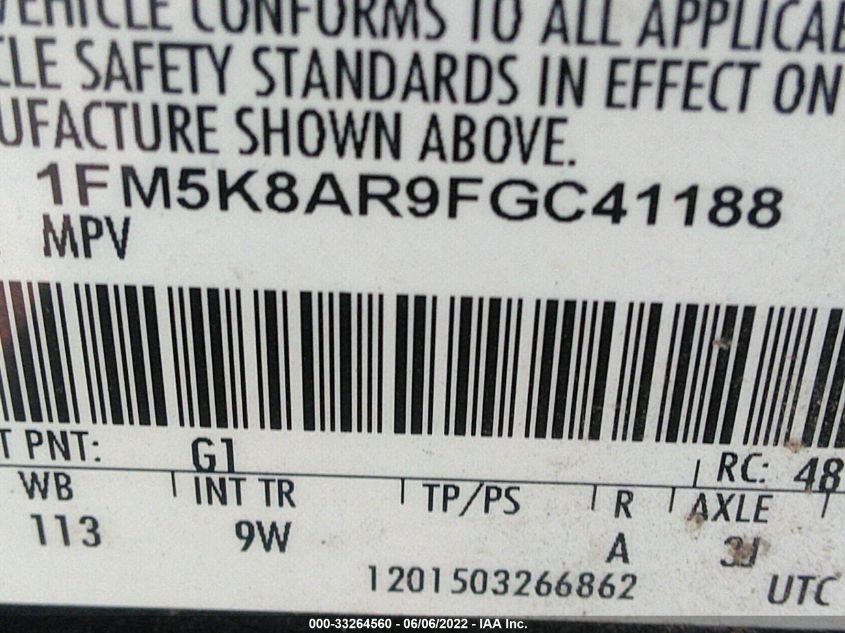 VEHICLE CONFORMS TO ALL APPLICAB
CLE SAFETY STANDARDS IN EFFECT ON
UFACTURE SHOWN ABOVE.
1FM5K8AR9FGC41188
MPV
T PNT: G1 RC: 48
WB INT TR TP/PS R AXLE
113 9W A 3J
1201503266862 UTC
000-33264560 - 06/06/2022 - IAA Inc.